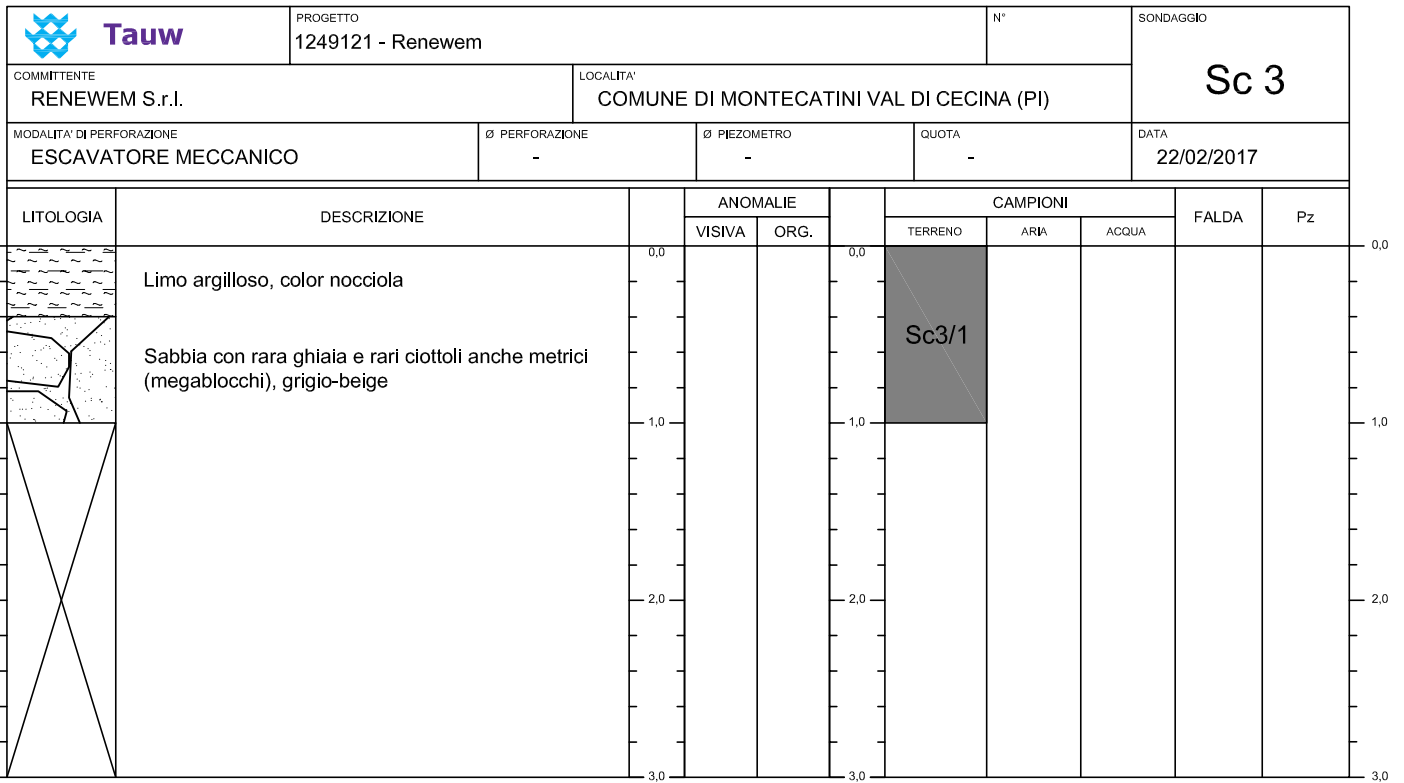 Tauw
PROGETTO
1249121 - Renewem
N°
SONDAGGIO
Sc 3
COMMITTENTE
RENEWEM S.r.l.
LOCALITA'
COMUNE DI MONTECATINI VAL DI CECINA (PI)
MODALITA' DI PERFORAZIONE
ESCAVATORE MECCANICO
Ø PERFORAZIONE
-
Ø PIEZOMETRO
-
QUOTA
-
DATA
22/02/2017
LITOLOGIA
DESCRIZIONE
ANOMALIE
VISIVA
ORG.
CAMPIONI
TERRENO
ARIA
ACQUA
FALDA
Pz
0,0
0,0
0,0
Limo argilloso, color nocciola
Sc3/1
Sabbia con rara ghiaia e rari ciottoli anche metrici
(megablocchi), grigio-beige
1,0
1,0
1,0
2,0
2,0
2,0
3,0
3,0
3,0